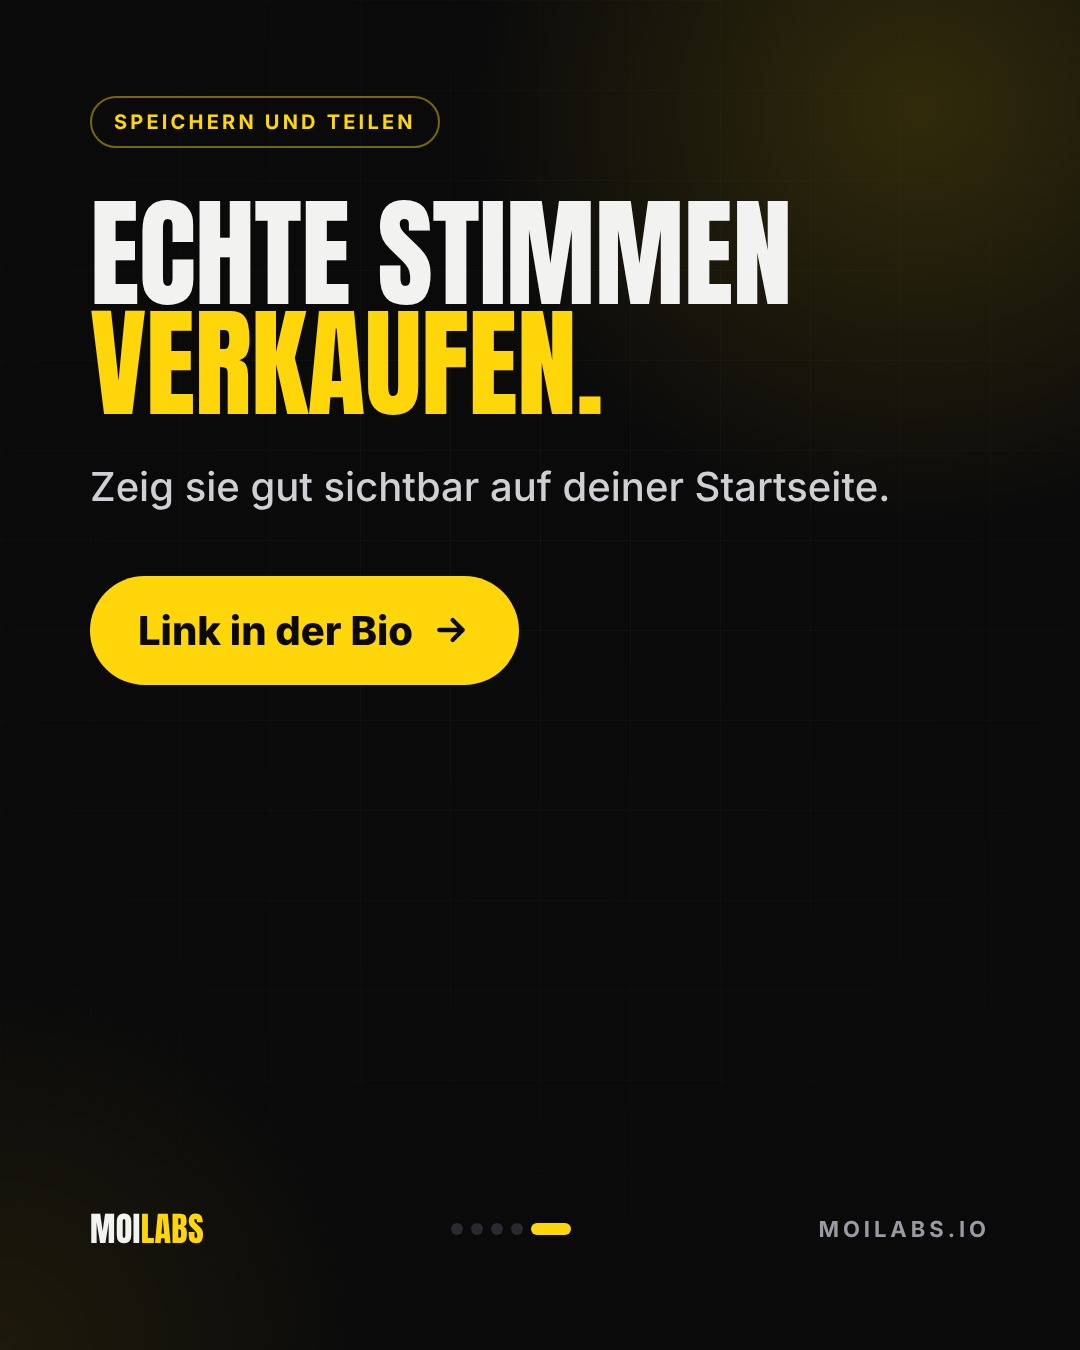 SPEICHERN UND TEILEN
ECHTE STIMMEN
VERKAUFEN.
Zeig sie gut sichtbar auf deiner Startseite.
Link in der Bio →
MOILABS
MOILABS.IO